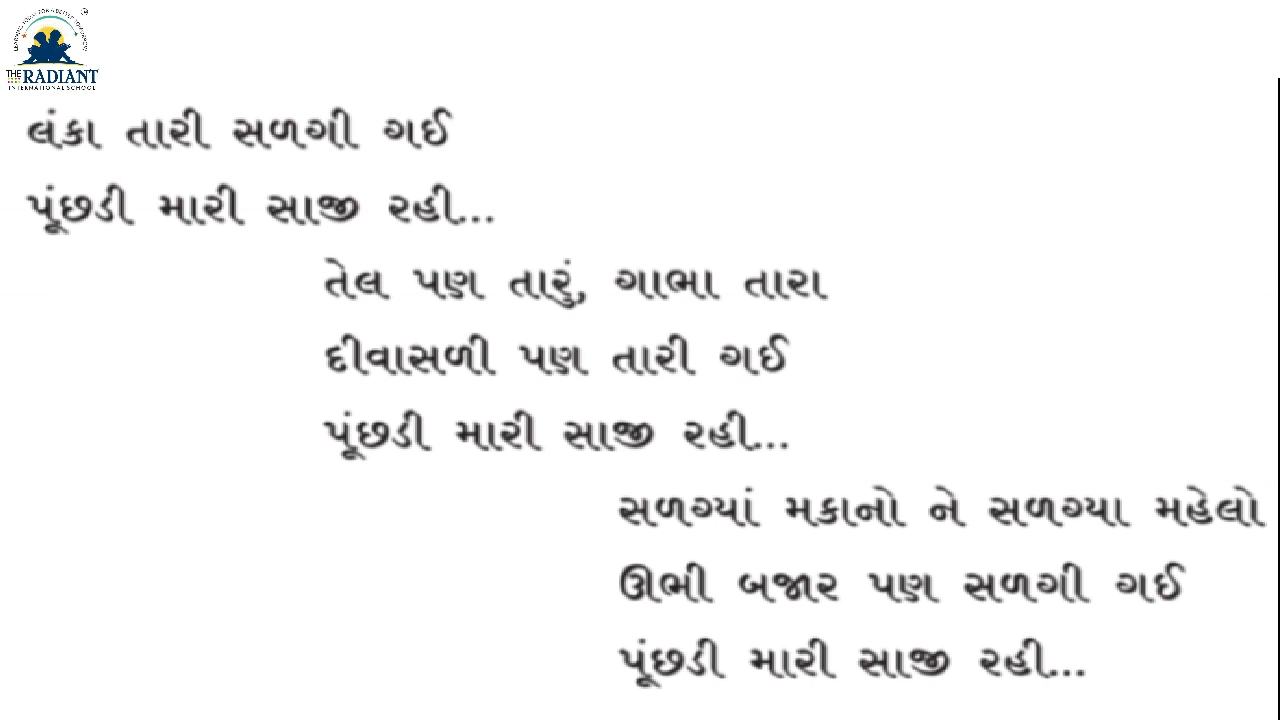 THE RADIANT
INTERNATIONAL SCHOOL
લંકા તારી સળગી ગઈ
પૂંછડી મારી સાજી રહી...
તેલ પણ તારું, ગાભા તારા
દીવાસળી પણ તારી ગઈ
પૂંછડી મારી સાજી રહી...
સળગ્યાં મકાનો ને સળગ્યા મહેલો
ઊભી બજાર પણ સળગી ગઈ
પૂંછડી મારી સાજી રહી...